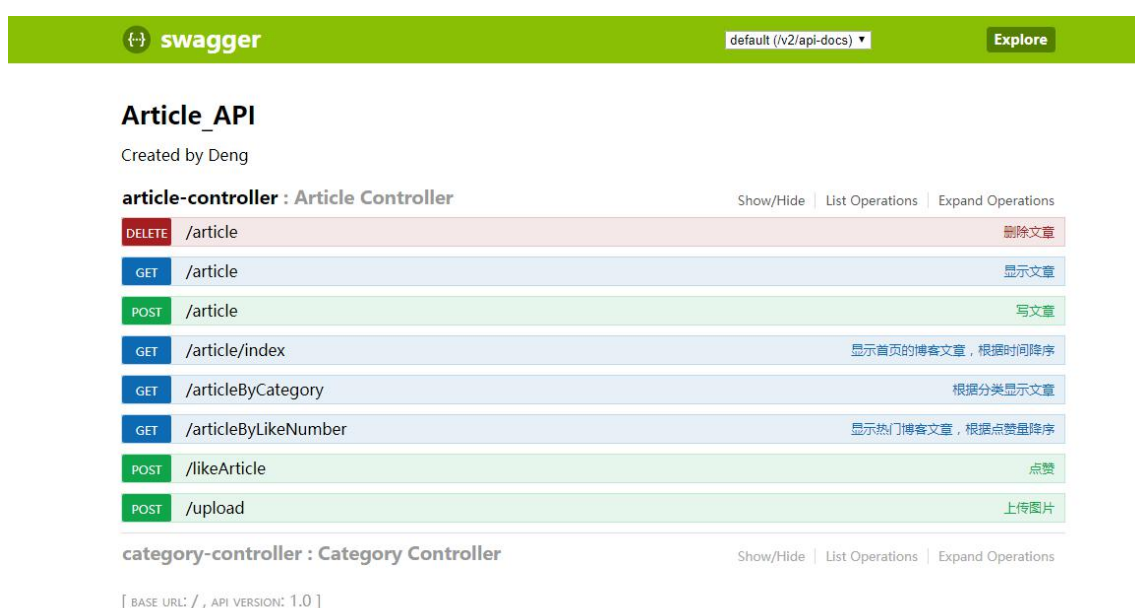 {···} swagger default (/v2/api-docs) ▼ Explore
Article_API
Created by Deng
article-controller : Article Controller Show/Hide List Operations Expand Operations
DELETE /article 删除文章
GET /article 显示文章
POST /article 写文章
GET /article/index 显示首页的博客文章，根据时间降序
GET /articleByCategory 根据分类显示文章
GET /articleByLikeNumber 显示热门博客文章，根据点赞量降序
POST /likeArticle 点赞
POST /upload 上传图片
category-controller : Category Controller Show/Hide List Operations Expand Operations
[ BASE URL: / , API VERSION: 1.0 ]